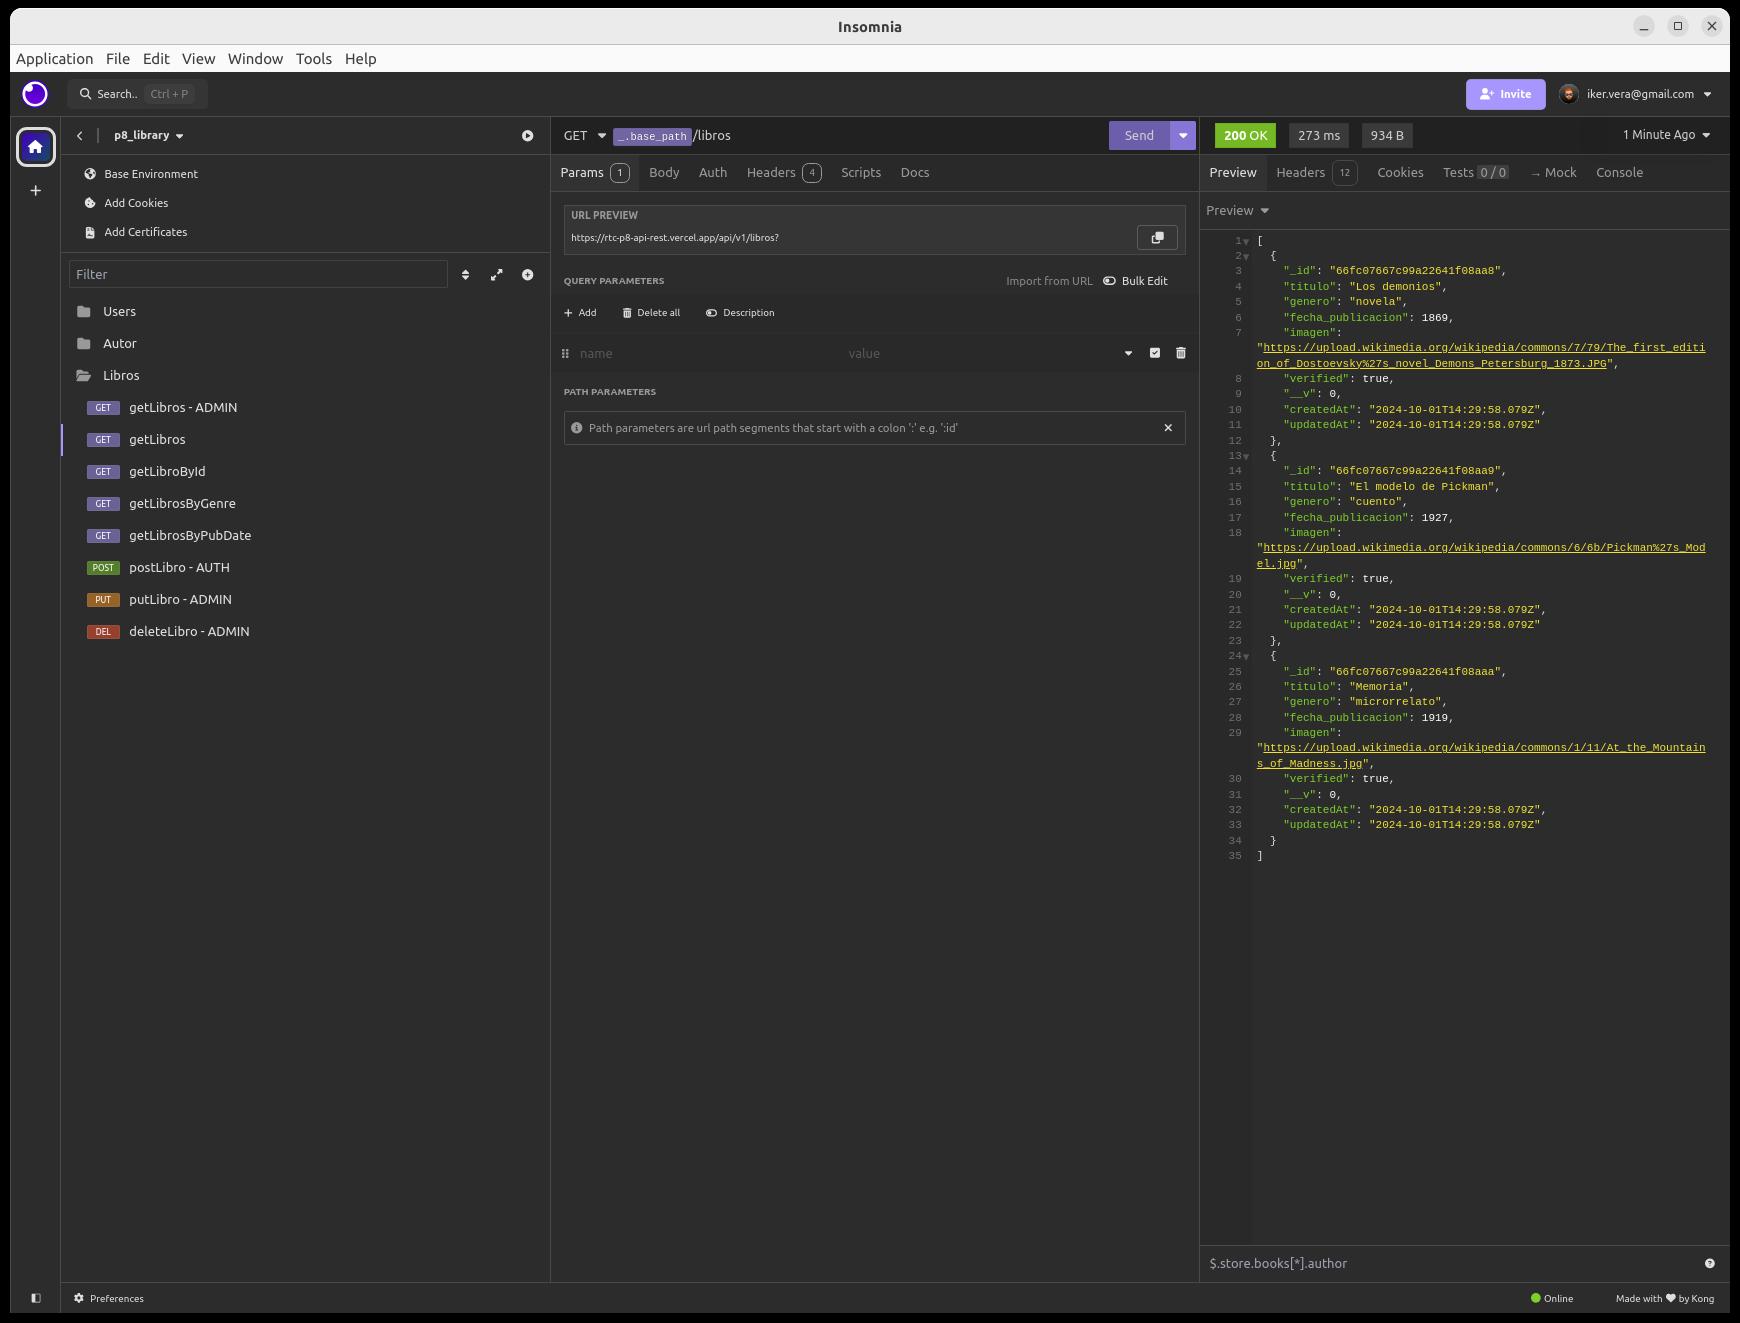 Insomnia
Application File Edit View Window Tools Help
Search.. Ctrl + P
Invite
iker.vera@gmail.com
p8_library
Base Environment
Add Cookies
Add Certificates
Filter
Users
Autor
Libros
GET getLibros - ADMIN
GET getLibros
GET getLibroById
GET getLibrosByGenre
GET getLibrosByPubDate
POST postLibro - AUTH
PUT putLibro - ADMIN
DEL deleteLibro - ADMIN
Preferences
GET _.base_path/libros
Send
Params 1 Body Auth Headers 4 Scripts Docs
URL PREVIEW
https://rtc-p8-api-rest.vercel.app/api/v1/libros?
QUERY PARAMETERS
Import from URL Bulk Edit
+ Add Delete all Description
name value
PATH PARAMETERS
Path parameters are url path segments that start with a colon ':' e.g. ':id'
200 OK 273 ms 934 B 1 Minute Ago
Preview Headers 12 Cookies Tests 0 / 0 → Mock Console
Preview
1 [
2 {
3 "_id": "66fc07667c99a22641f08aa8",
4 "titulo": "Los demonios",
5 "genero": "novela",
6 "fecha_publicacion": 1869,
7 "imagen":
"https://upload.wikimedia.org/wikipedia/commons/7/79/The_first_editi
on_of_Dostoevsky%27s_novel_Demons_Petersburg_1873.JPG",
8 "verified": true,
9 "__v": 0,
10 "createdAt": "2024-10-01T14:29:58.079Z",
11 "updatedAt": "2024-10-01T14:29:58.079Z"
12 },
13 {
14 "_id": "66fc07667c99a22641f08aa9",
15 "titulo": "El modelo de Pickman",
16 "genero": "cuento",
17 "fecha_publicacion": 1927,
18 "imagen":
"https://upload.wikimedia.org/wikipedia/commons/6/6b/Pickman%27s_Mod
el.jpg",
19 "verified": true,
20 "__v": 0,
21 "createdAt": "2024-10-01T14:29:58.079Z",
22 "updatedAt": "2024-10-01T14:29:58.079Z"
23 },
24 {
25 "_id": "66fc07667c99a22641f08aaa",
26 "titulo": "Memoria",
27 "genero": "microrrelato",
28 "fecha_publicacion": 1919,
29 "imagen":
"https://upload.wikimedia.org/wikipedia/commons/1/11/At_the_Mountain
s_of_Madness.jpg",
30 "verified": true,
31 "__v": 0,
32 "createdAt": "2024-10-01T14:29:58.079Z",
33 "updatedAt": "2024-10-01T14:29:58.079Z"
34 }
35 ]
$.store.books[*].author
Online
Made with ♥ by Kong